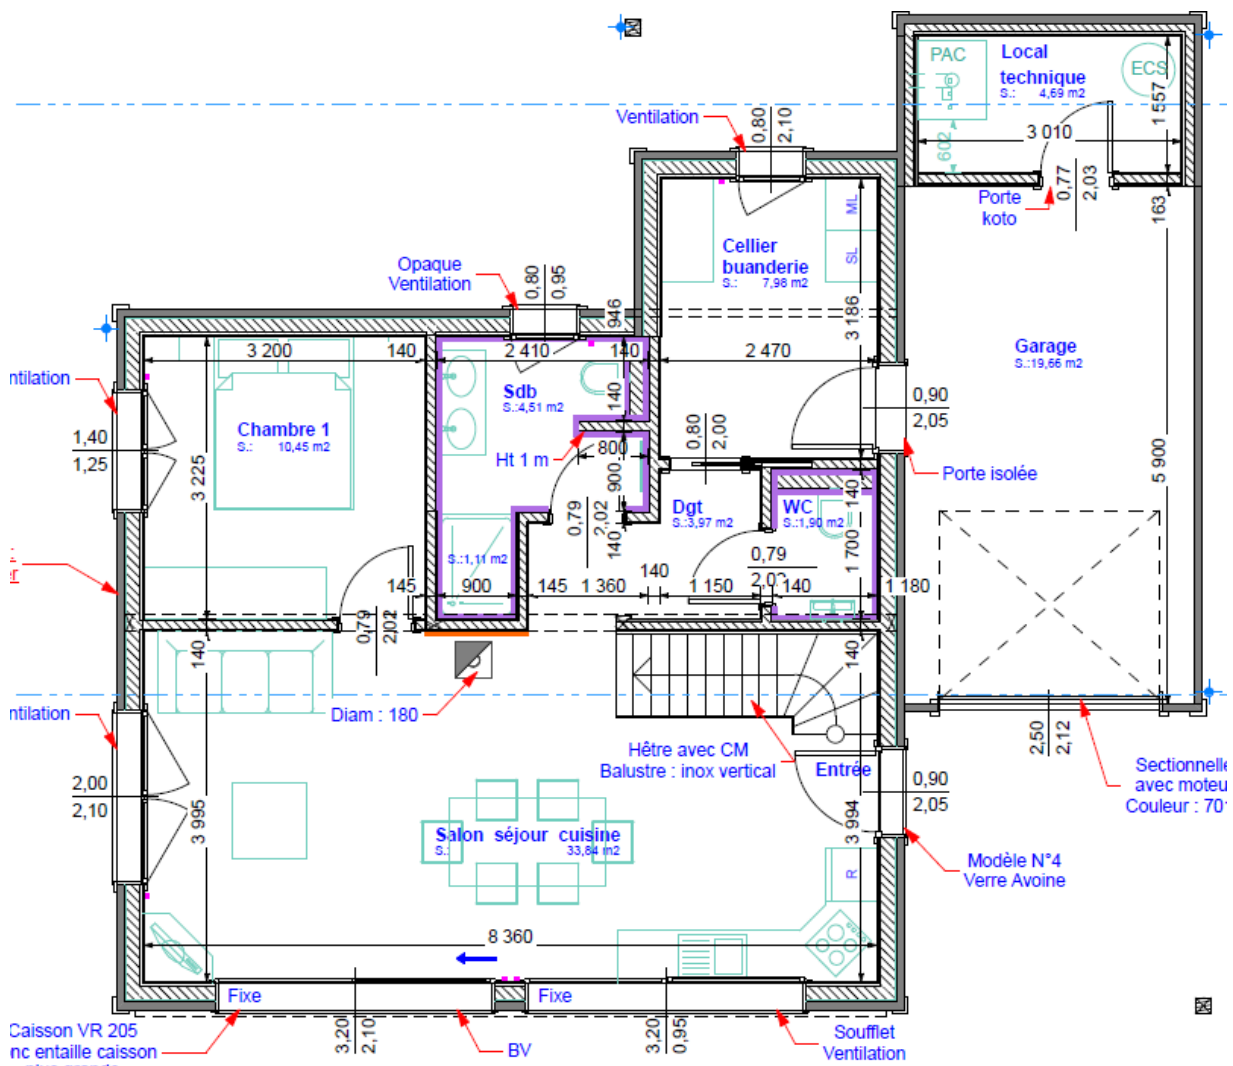 PAC
Local
technique
S.: 4,69 m2
ECS
1 557
3 010
602
0,77
2,03
Porte
koto
163
Ventilation
0,80
2,10
Cellier
buanderie
S.: 7,98 m2
ML
SL
3 186
2 470
Opaque
Ventilation
0,80
0,95
946
3 200
140
2 410
140
Sdb
S.:4,51 m2
140
Garage
S.:19,66 m2
ntilation
1,40
1,25
Chambre 1
S.: 10,45 m2
3 225
Ht 1 m
800
900
0,80
2,00
0,90
2,05
Porte isolée
5 900
Dgt
S.:3,97 m2
WC
S.:1,90 m2
140
1 700
0,79
2,02
140
S.:1,11 m2
0,79
145
900
145
1 360
140
1 150
140
1 180
0,79
2,02
140
140
ntilation
Diam : 180
2,00
2,10
3 995
Hêtre avec CM
Balustre : inox vertical
Entrée
0,90
2,05
2,50
2,12
Sectionnelle
avec moteu
Couleur : 70
Salon séjour cuisine
S.: 33,84 m2
3 994
R
Modèle N°4
Verre Avoine
8 360
Fixe
Fixe
Caisson VR 205
nc entaille caisson
3,20
2,10
BV
3,20
0,95
Soufflet
Ventilation